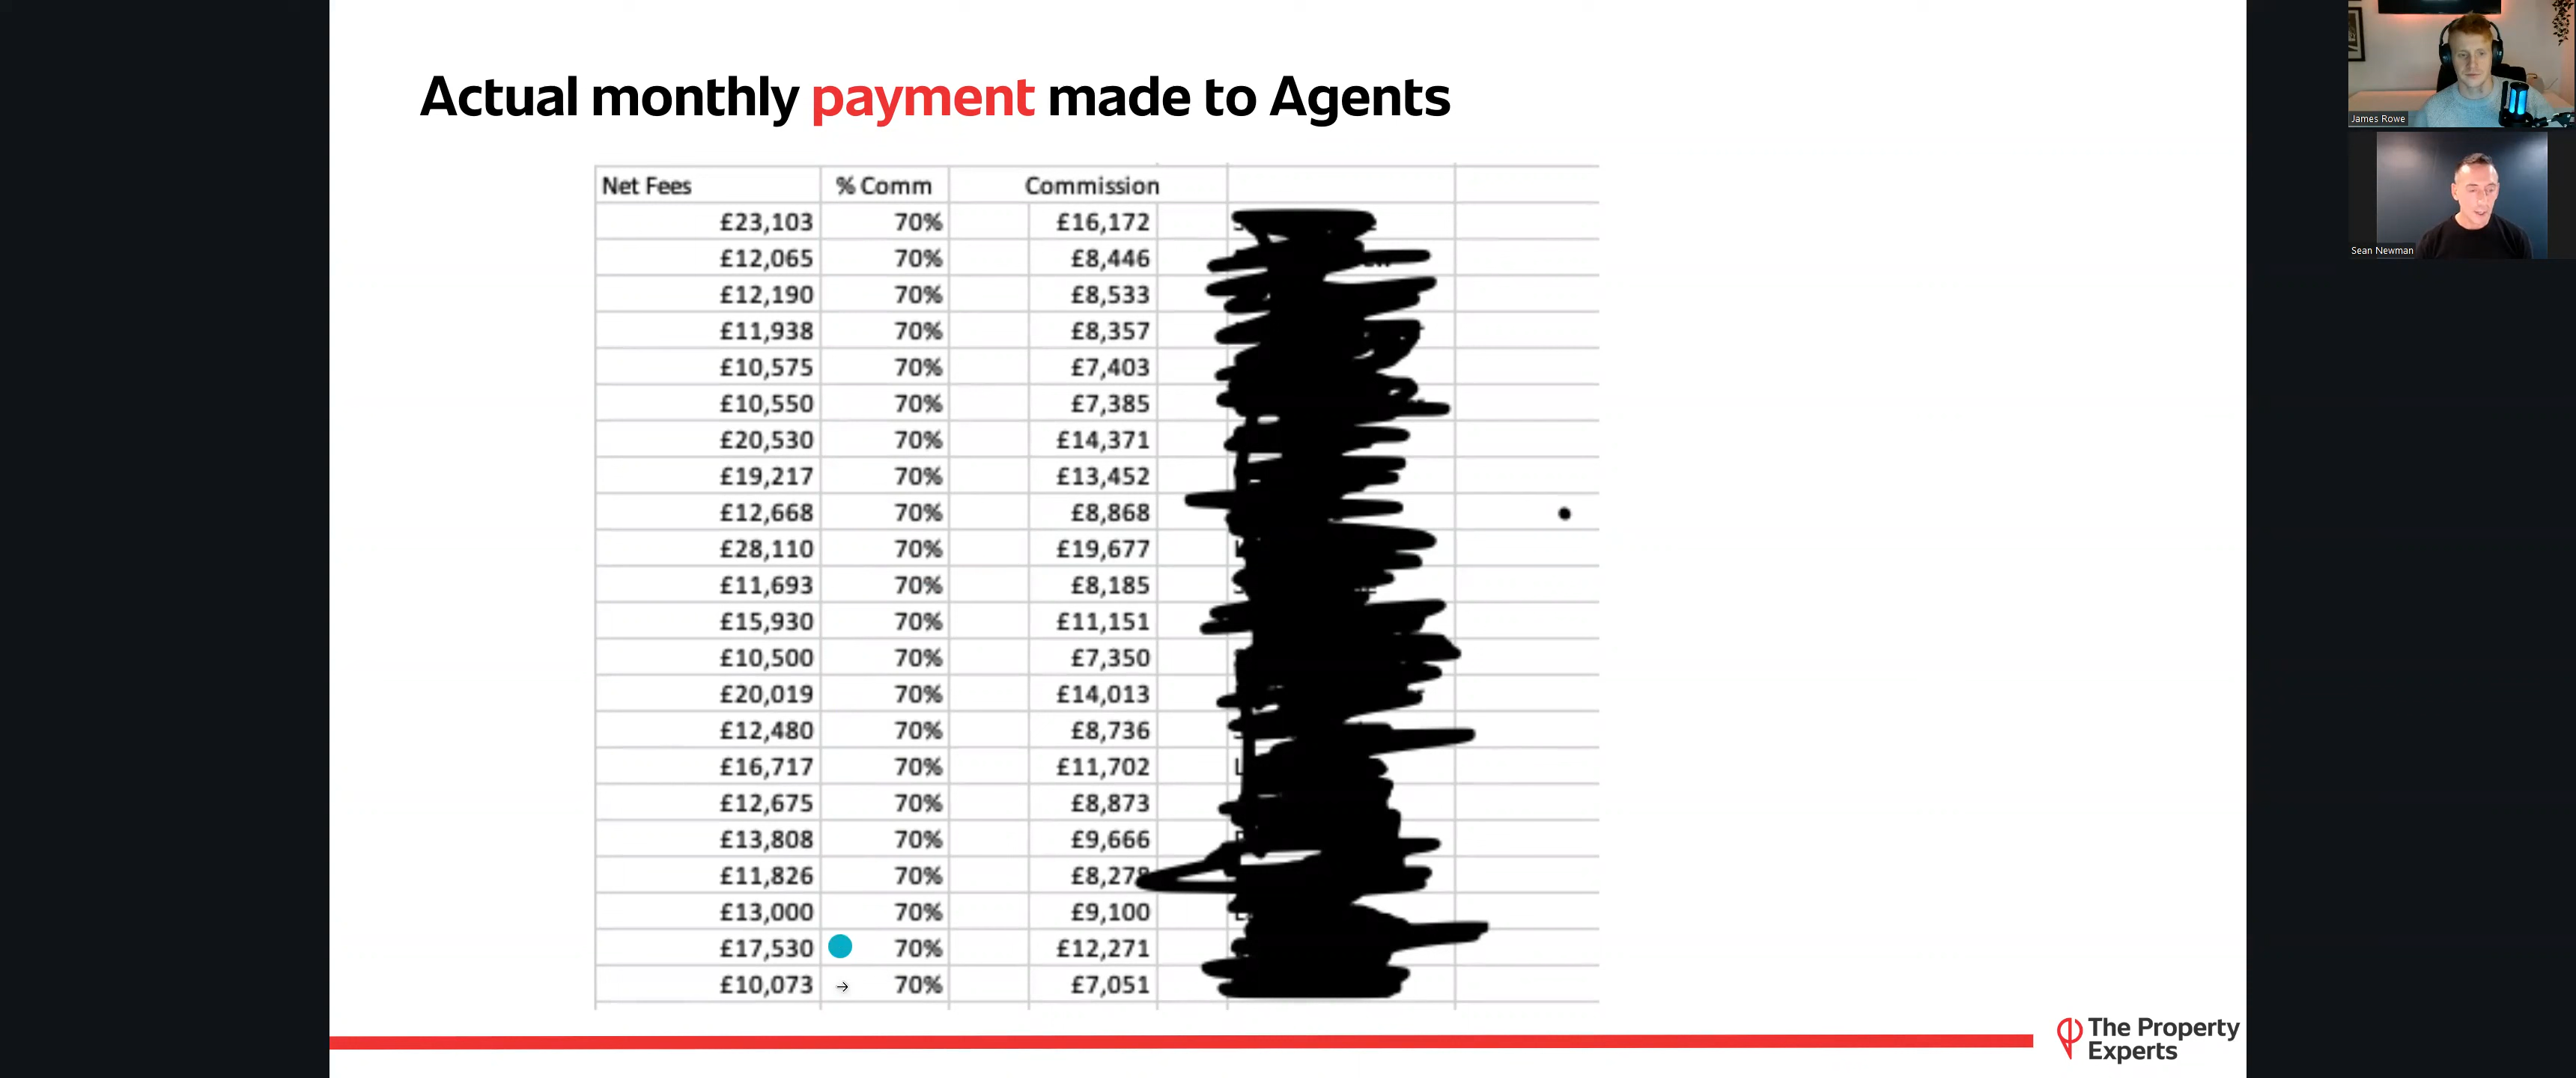 Actual monthly payment made to Agents
James Rowe
Sean Newman
Net Fees % Comm Commission
£23,103 70% £16,172
£12,065 70% £8,446
£12,190 70% £8,533
£11,938 70% £8,357
£10,575 70% £7,403
£10,550 70% £7,385
£20,530 70% £14,371
£19,217 70% £13,452
£12,668 70% £8,868
£28,110 70% £19,677
£11,693 70% £8,185
£15,930 70% £11,151
£10,500 70% £7,350
£20,019 70% £14,013
£12,480 70% £8,736
£16,717 70% £11,702
£12,675 70% £8,873
£13,808 70% £9,666
£11,826 70% £8,278
£13,000 70% £9,100
£17,530 70% £12,271
£10,073 → 70% £7,051
The Property
Experts